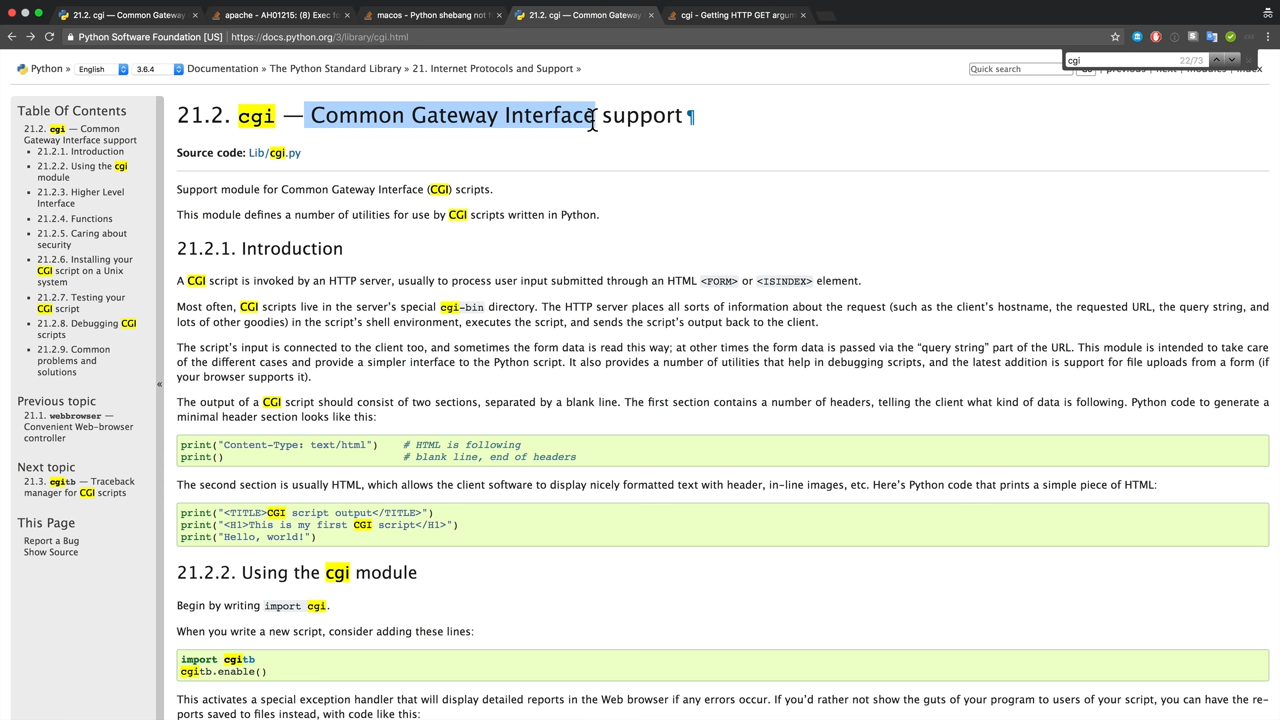 21.2. cgi — Common Gateway
apache - AH01215: (8) Exec fo
macos - Python shebang not f
21.2. cgi — Common Gateway
cgi - Getting HTTP GET argum
Python Software Foundation [US] | https://docs.python.org/3/library/cgi.html
cgi 22/73
Python » English 3.6.4 Documentation » The Python Standard Library » 21. Internet Protocols and Support »
Quick search
previous | next | modules | index
Table Of Contents
21.2. cgi — Common
Gateway Interface support
21.2.1. Introduction
21.2.2. Using the cgi
module
21.2.3. Higher Level
Interface
21.2.4. Functions
21.2.5. Caring about
security
21.2.6. Installing your
CGI script on a Unix
system
21.2.7. Testing your
CGI script
21.2.8. Debugging CGI
scripts
21.2.9. Common
problems and
solutions
Previous topic
21.1. webbrowser —
Convenient Web-browser
controller
Next topic
21.3. cgitb — Traceback
manager for CGI scripts
This Page
Report a Bug
Show Source
«
21.2. cgi — Common Gateway Interface support ¶
Source code: Lib/cgi.py
Support module for Common Gateway Interface (CGI) scripts.
This module defines a number of utilities for use by CGI scripts written in Python.
21.2.1. Introduction
A CGI script is invoked by an HTTP server, usually to process user input submitted through an HTML <FORM> or <ISINDEX> element.
Most often, CGI scripts live in the server's special cgi-bin directory. The HTTP server places all sorts of information about the request (such as the client's hostname, the requested URL, the query string, and
lots of other goodies) in the script's shell environment, executes the script, and sends the script's output back to the client.
The script's input is connected to the client too, and sometimes the form data is read this way; at other times the form data is passed via the “query string” part of the URL. This module is intended to take care
of the different cases and provide a simpler interface to the Python script. It also provides a number of utilities that help in debugging scripts, and the latest addition is support for file uploads from a form (if
your browser supports it).
The output of a CGI script should consist of two sections, separated by a blank line. The first section contains a number of headers, telling the client what kind of data is following. Python code to generate a
minimal header section looks like this:
print("Content-Type: text/html") # HTML is following
print() # blank line, end of headers
The second section is usually HTML, which allows the client software to display nicely formatted text with header, in-line images, etc. Here's Python code that prints a simple piece of HTML:
print("<TITLE>CGI script output</TITLE>")
print("<H1>This is my first CGI script</H1>")
print("Hello, world!")
21.2.2. Using the cgi module
Begin by writing import cgi.
When you write a new script, consider adding these lines:
import cgitb
cgitb.enable()
This activates a special exception handler that will display detailed reports in the Web browser if any errors occur. If you'd rather not show the guts of your program to users of your script, you can have the re-
ports saved to files instead, with code like this: